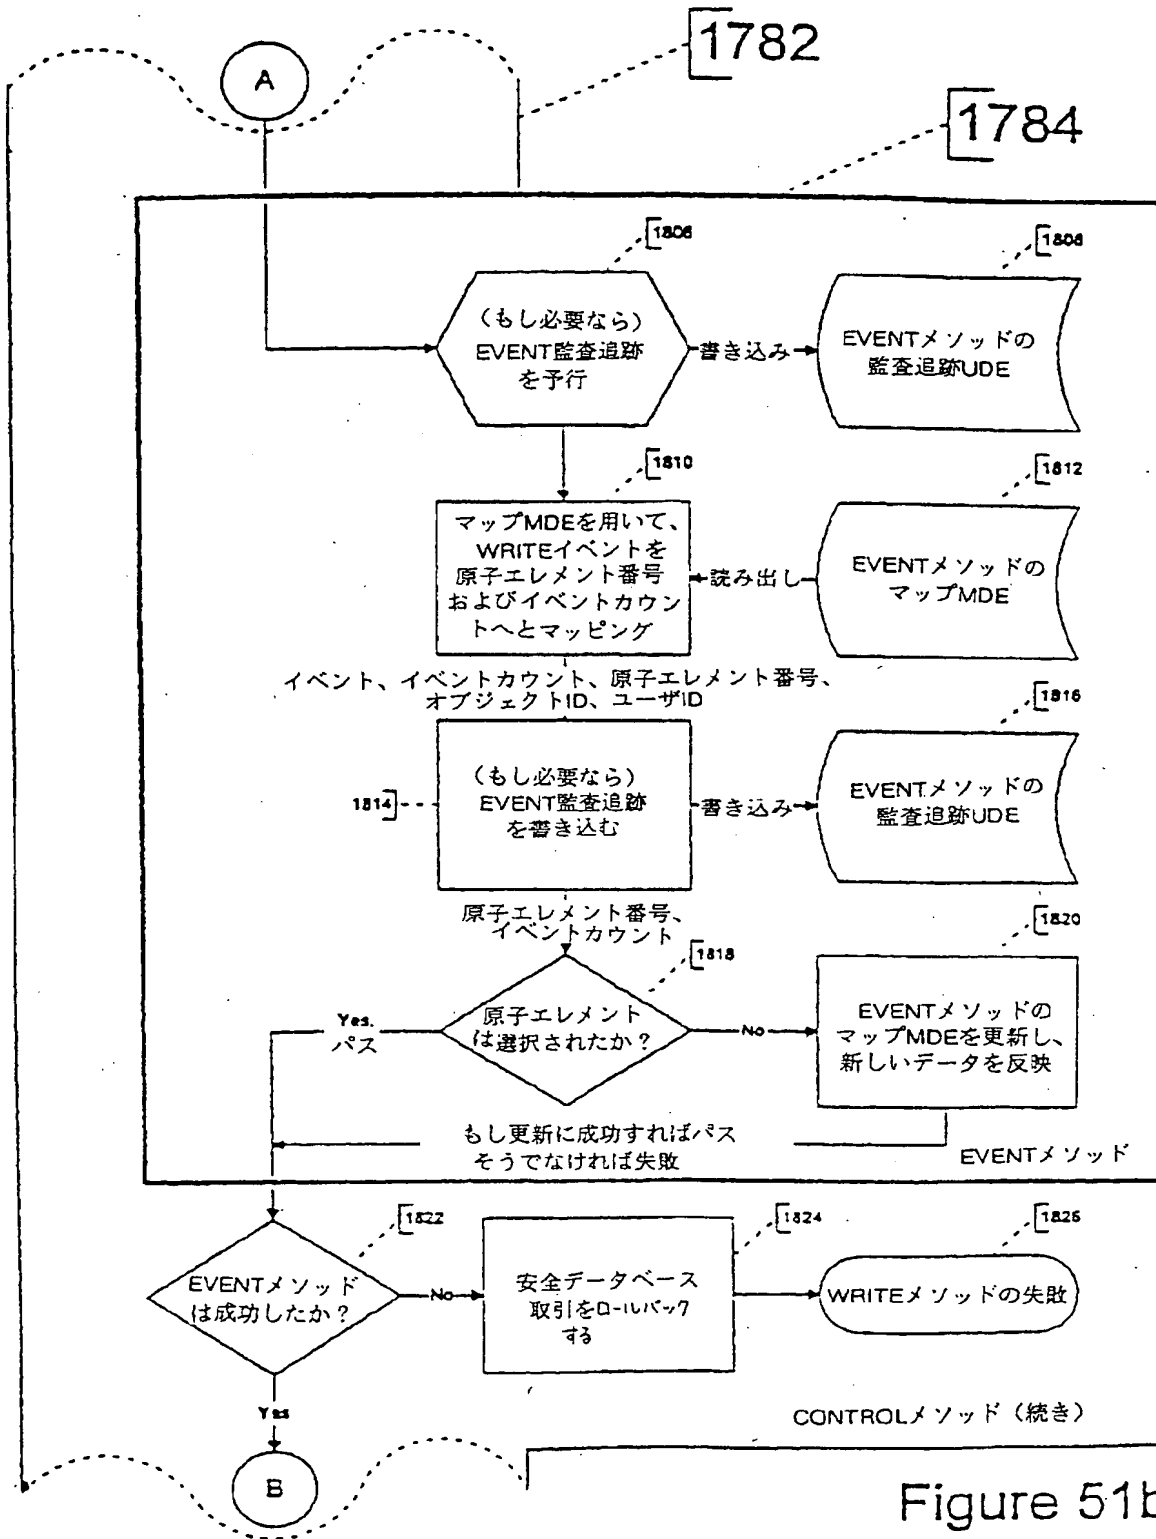 1782
A
1784
1806
1808
(もし必要なら)
EVENT監査追跡
を予行
書き込み
EVENTメソッドの
監査追跡UDE
1810
1812
マップMDEを用いて、
WRITEイベントを
原子エレメント番号
およびイベントカウン
トへとマッピング
読み出し
EVENTメソッドの
マップMDE
イベント、イベントカウント、原子エレメント番号、
オブジェクトID、ユーザID
1816
1814
(もし必要なら)
EVENT監査追跡
を書き込む
書き込み
EVENTメソッドの
監査追跡UDE
原子エレメント番号、
イベントカウント
1818
1820
Yes.
パス
原子エレメント
は選択されたか?
No
EVENTメソッドの
マップMDEを更新し、
新しいデータを反映
もし更新に成功すればパス
そうでなければ失敗
EVENTメソッド
1822
1824
1826
EVENTメソッド
は成功したか?
No
安全データベース
取引をロールバック
する
WRITEメソッドの失敗
Yes
CONTROLメソッド(続き)
B
Figure 51b